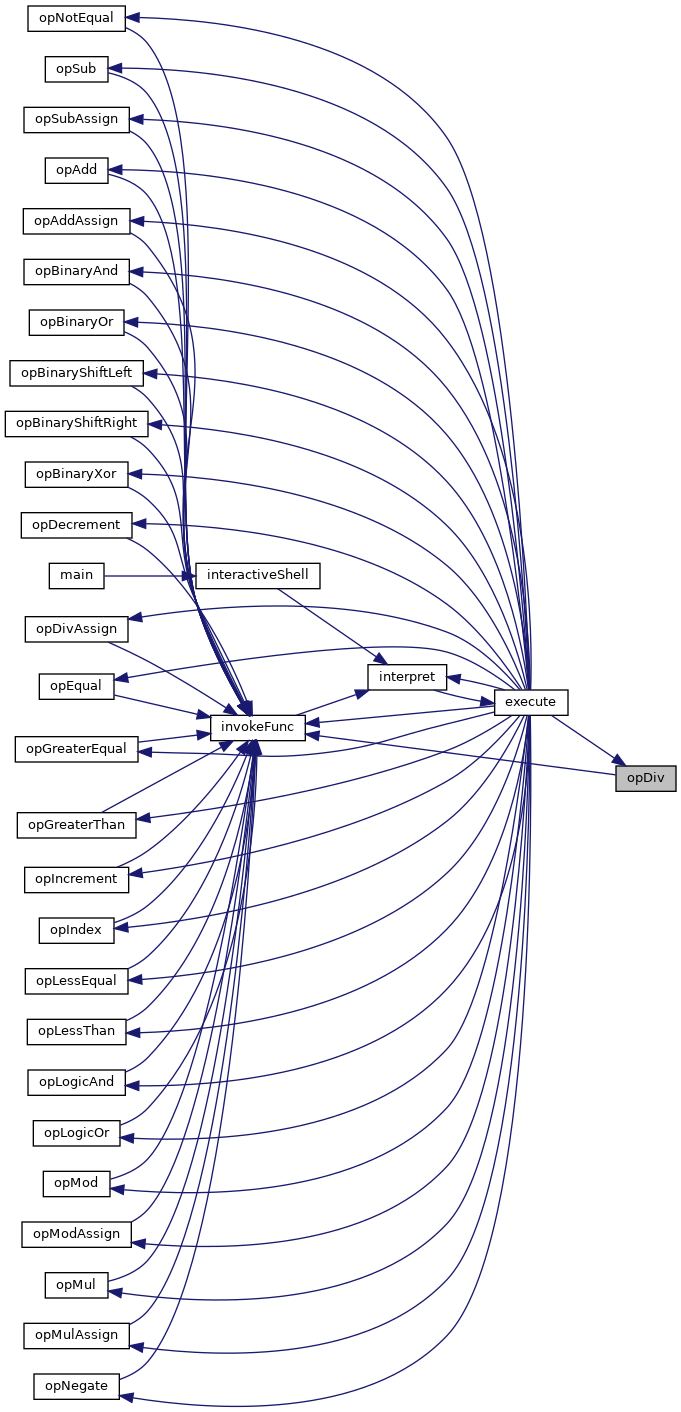 opNotEqual
opSub
opSubAssign
opAdd
opAddAssign
opBinaryAnd
opBinaryOr
opBinaryShiftLeft
opBinaryShiftRight
opBinaryXor
opDecrement
main
interactiveShell
opDivAssign
opEqual
interpret
execute
invokeFunc
opGreaterEqual
opDiv
opGreaterThan
opIncrement
opIndex
opLessEqual
opLessThan
opLogicAnd
opLogicOr
opMod
opModAssign
opMul
opMulAssign
opNegate